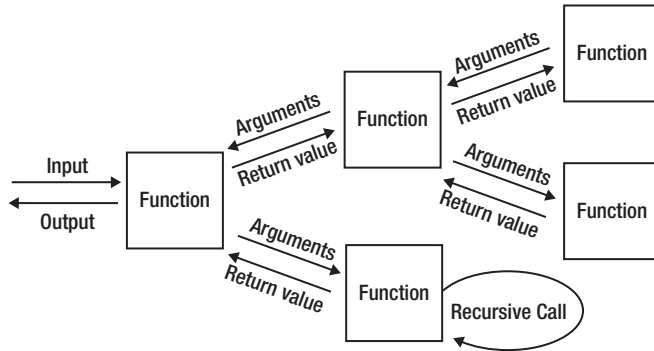 Function
Arguments
Return value
Function
Arguments
Return value
Arguments
Return value
Function
Input
Output
Function
Arguments
Return value
Function
Recursive Call